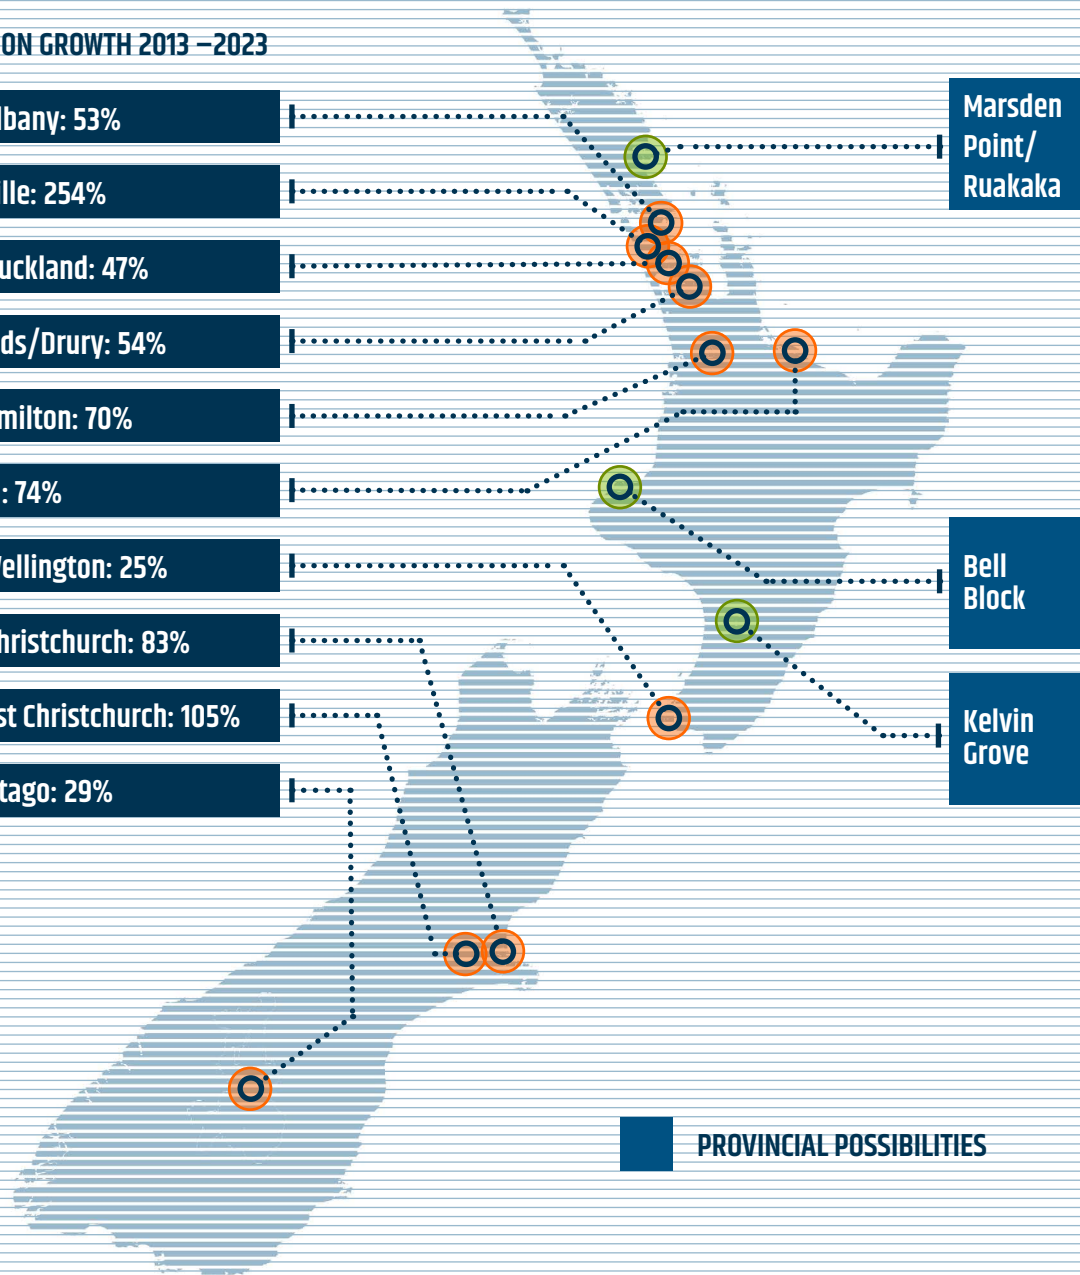 ON GROWTH 2013 –2023
lbany: 53%
ille: 254%
uckland: 47%
ds/Drury: 54%
milton: 70%
: 74%
Vellington: 25%
hristchurch: 83%
st Christchurch: 105%
tago: 29%
Marsden
Point/
Ruakaka
Bell
Block
Kelvin
Grove
PROVINCIAL POSSIBILITIES